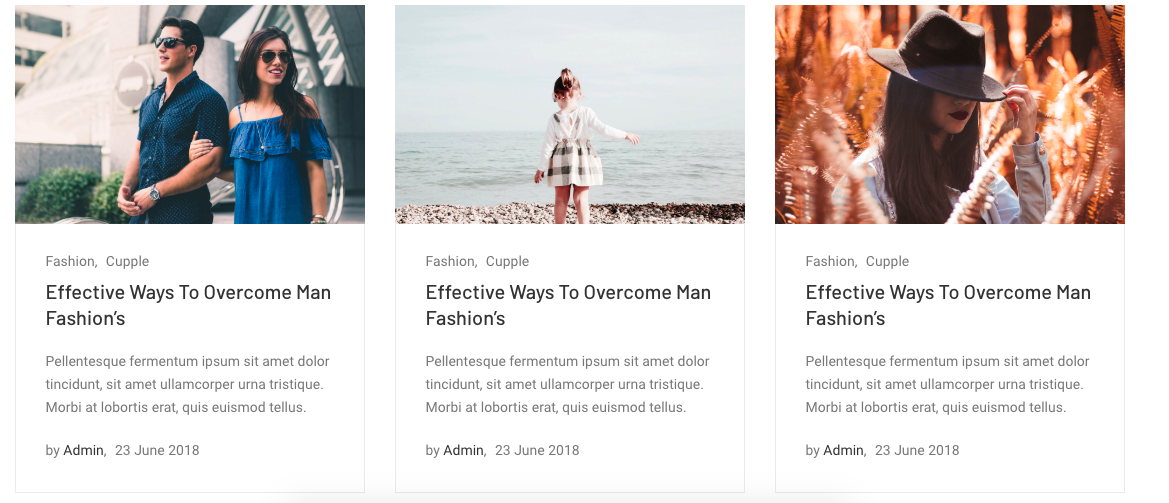 Fashion, Cupple
Effective Ways To Overcome Man
Fashion’s
Pellentesque fermentum ipsum sit amet dolor
tincidunt, sit amet ullamcorper urna tristique.
Morbi at lobortis erat, quis euismod tellus.
by Admin, 23 June 2018
Fashion, Cupple
Effective Ways To Overcome Man
Fashion’s
Pellentesque fermentum ipsum sit amet dolor
tincidunt, sit amet ullamcorper urna tristique.
Morbi at lobortis erat, quis euismod tellus.
by Admin, 23 June 2018
Fashion, Cupple
Effective Ways To Overcome Man
Fashion’s
Pellentesque fermentum ipsum sit amet dolor
tincidunt, sit amet ullamcorper urna tristique.
Morbi at lobortis erat, quis euismod tellus.
by Admin, 23 June 2018